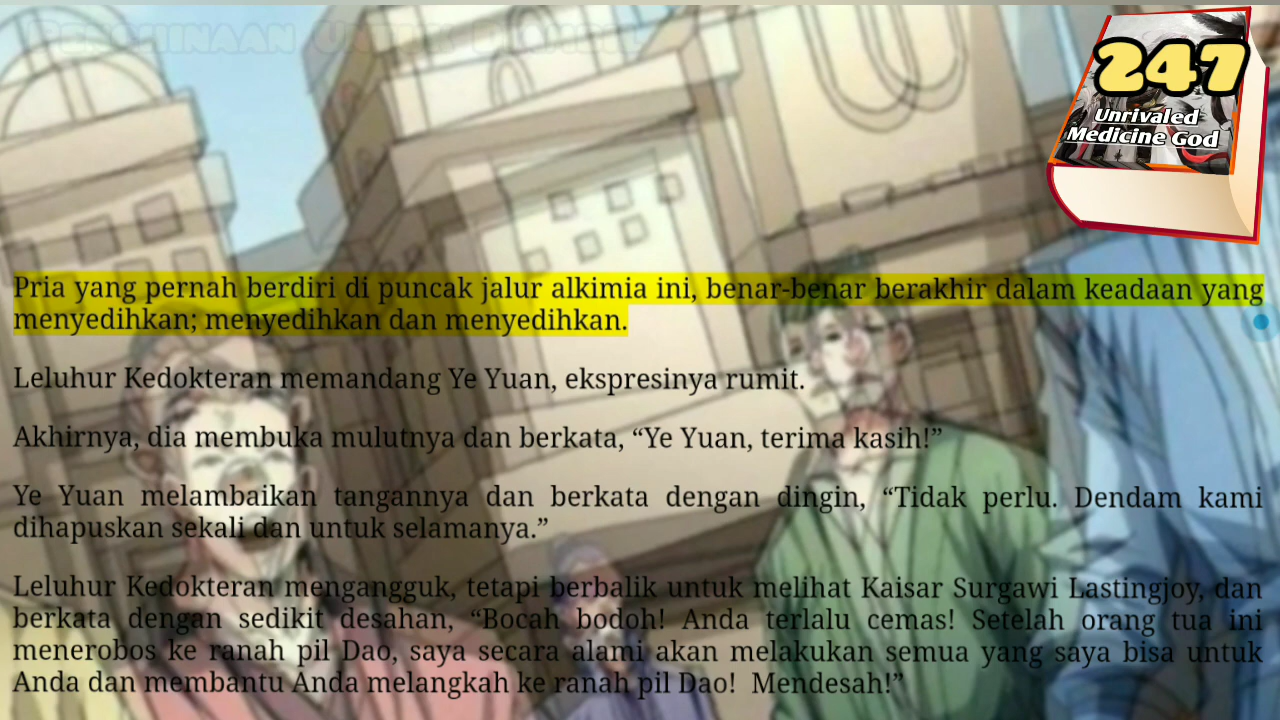 247
Unrivaled
Medicine God
Pria yang pernah berdiri di puncak jalur alkimia ini, benar-benar berakhir dalam keadaan yang
menyedihkan; menyedihkan dan menyedihkan.
Leluhur Kedokteran memandang Ye Yuan, ekspresinya rumit.
Akhirnya, dia membuka mulutnya dan berkata, “Ye Yuan, terima kasih!”
Ye Yuan melambaikan tangannya dan berkata dengan dingin, “Tidak perlu. Dendam kami
dihapuskan sekali dan untuk selamanya.”
Leluhur Kedokteran mengangguk, tetapi berbalik untuk melihat Kaisar Surgawi Lastingjoy, dan
berkata dengan sedikit desahan, “Bocah bodoh! Anda terlalu cemas! Setelah orang tua ini
menerobos ke ranah pil Dao, saya secara alami akan melakukan semua yang saya bisa untuk
Anda dan membantu Anda melangkah ke ranah pil Dao! Mendesah!”